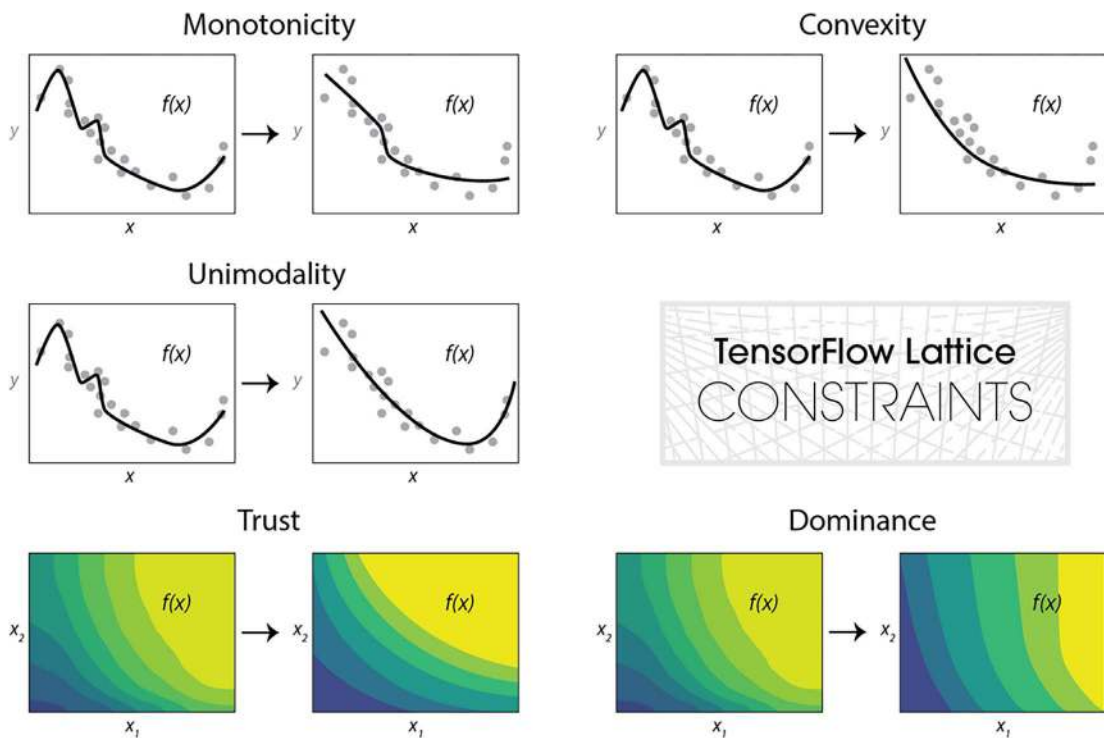 Monotonicity
Convexity
f(x)
f(x)
f(x)
f(x)
y
y
y
y
x
x
x
x
Unimodality
f(x)
f(x)
TensorFlow Lattice
CONSTRAINTS
y
y
x
x
Trust
Dominance
f(x)
f(x)
f(x)
f(x)
x₂
x₂
x₂
x₂
x₁
x₁
x₁
x₁